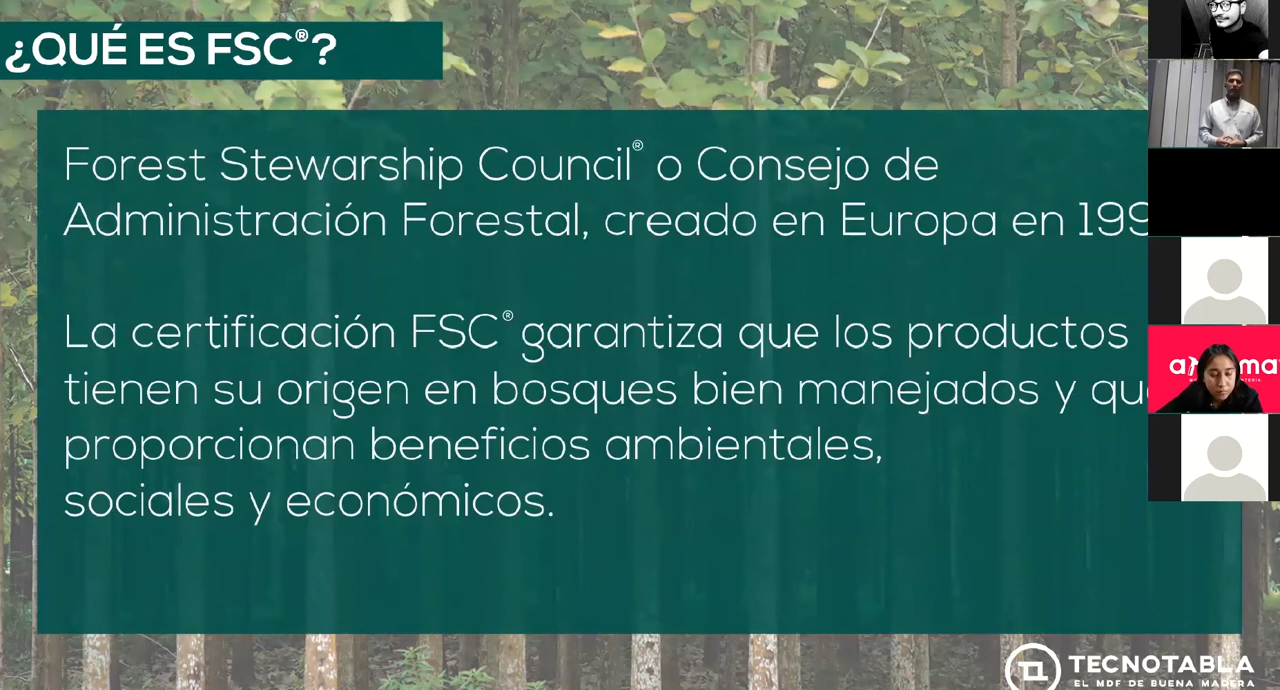 ¿QUÉ ES FSC®?
Forest Stewarship Council® o Consejo de
Administración Forestal, creado en Europa en 199
La certificación FSC® garantiza que los productos
tienen su origen en bosques bien manejados y qu
proporcionan beneficios ambientales,
sociales y económicos.
TECNOTABLA
EL MDF DE BUENA MADERA